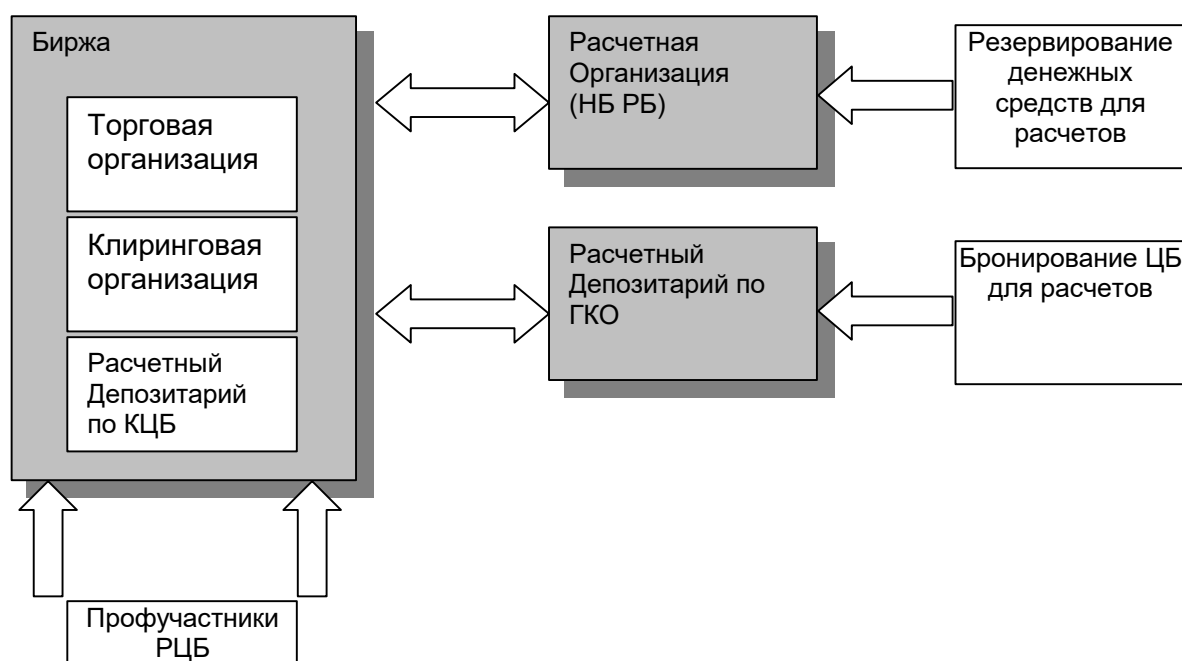 Биржа
Торговая
организация
Клиринговая
организация
Расчетный
Депозитарий
по КЦБ
Профучастники
РЦБ
Расчетная
Организация
(НБ РБ)
Резервирование
денежных
средств для
расчетов
Расчетный
Депозитарий по
ГКО
Бронирование ЦБ
для расчетов